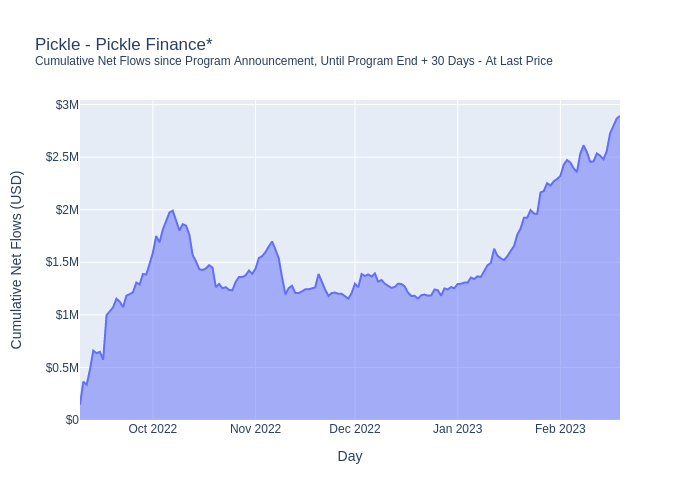 Pickle - Pickle Finance*
Cumulative Net Flows since Program Announcement, Until Program End + 30 Days - At Last Price
Cumulative Net Flows (USD)
$3M
$2.5M
$2M
$1.5M
$1M
$0.5M
$0
Oct 2022
Nov 2022
Dec 2022
Jan 2023
Feb 2023
Day